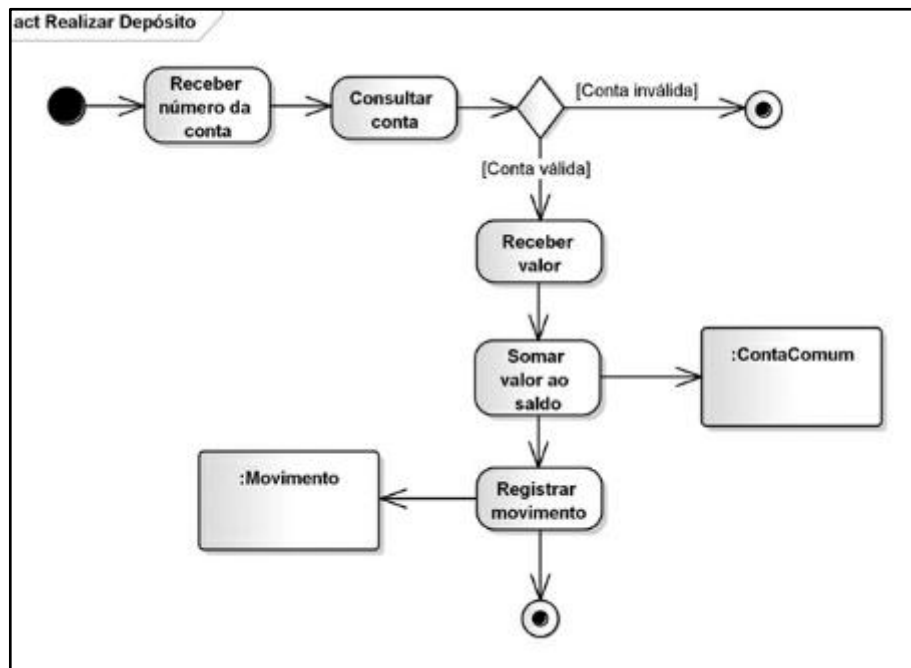 act Realizar Depósito
Receber
número da
conta
Consultar
conta
[Conta inválida]
[Conta válida]
Receber
valor
Somar
valor ao
saldo
:ContaComum
:Movimento
Registrar
movimento